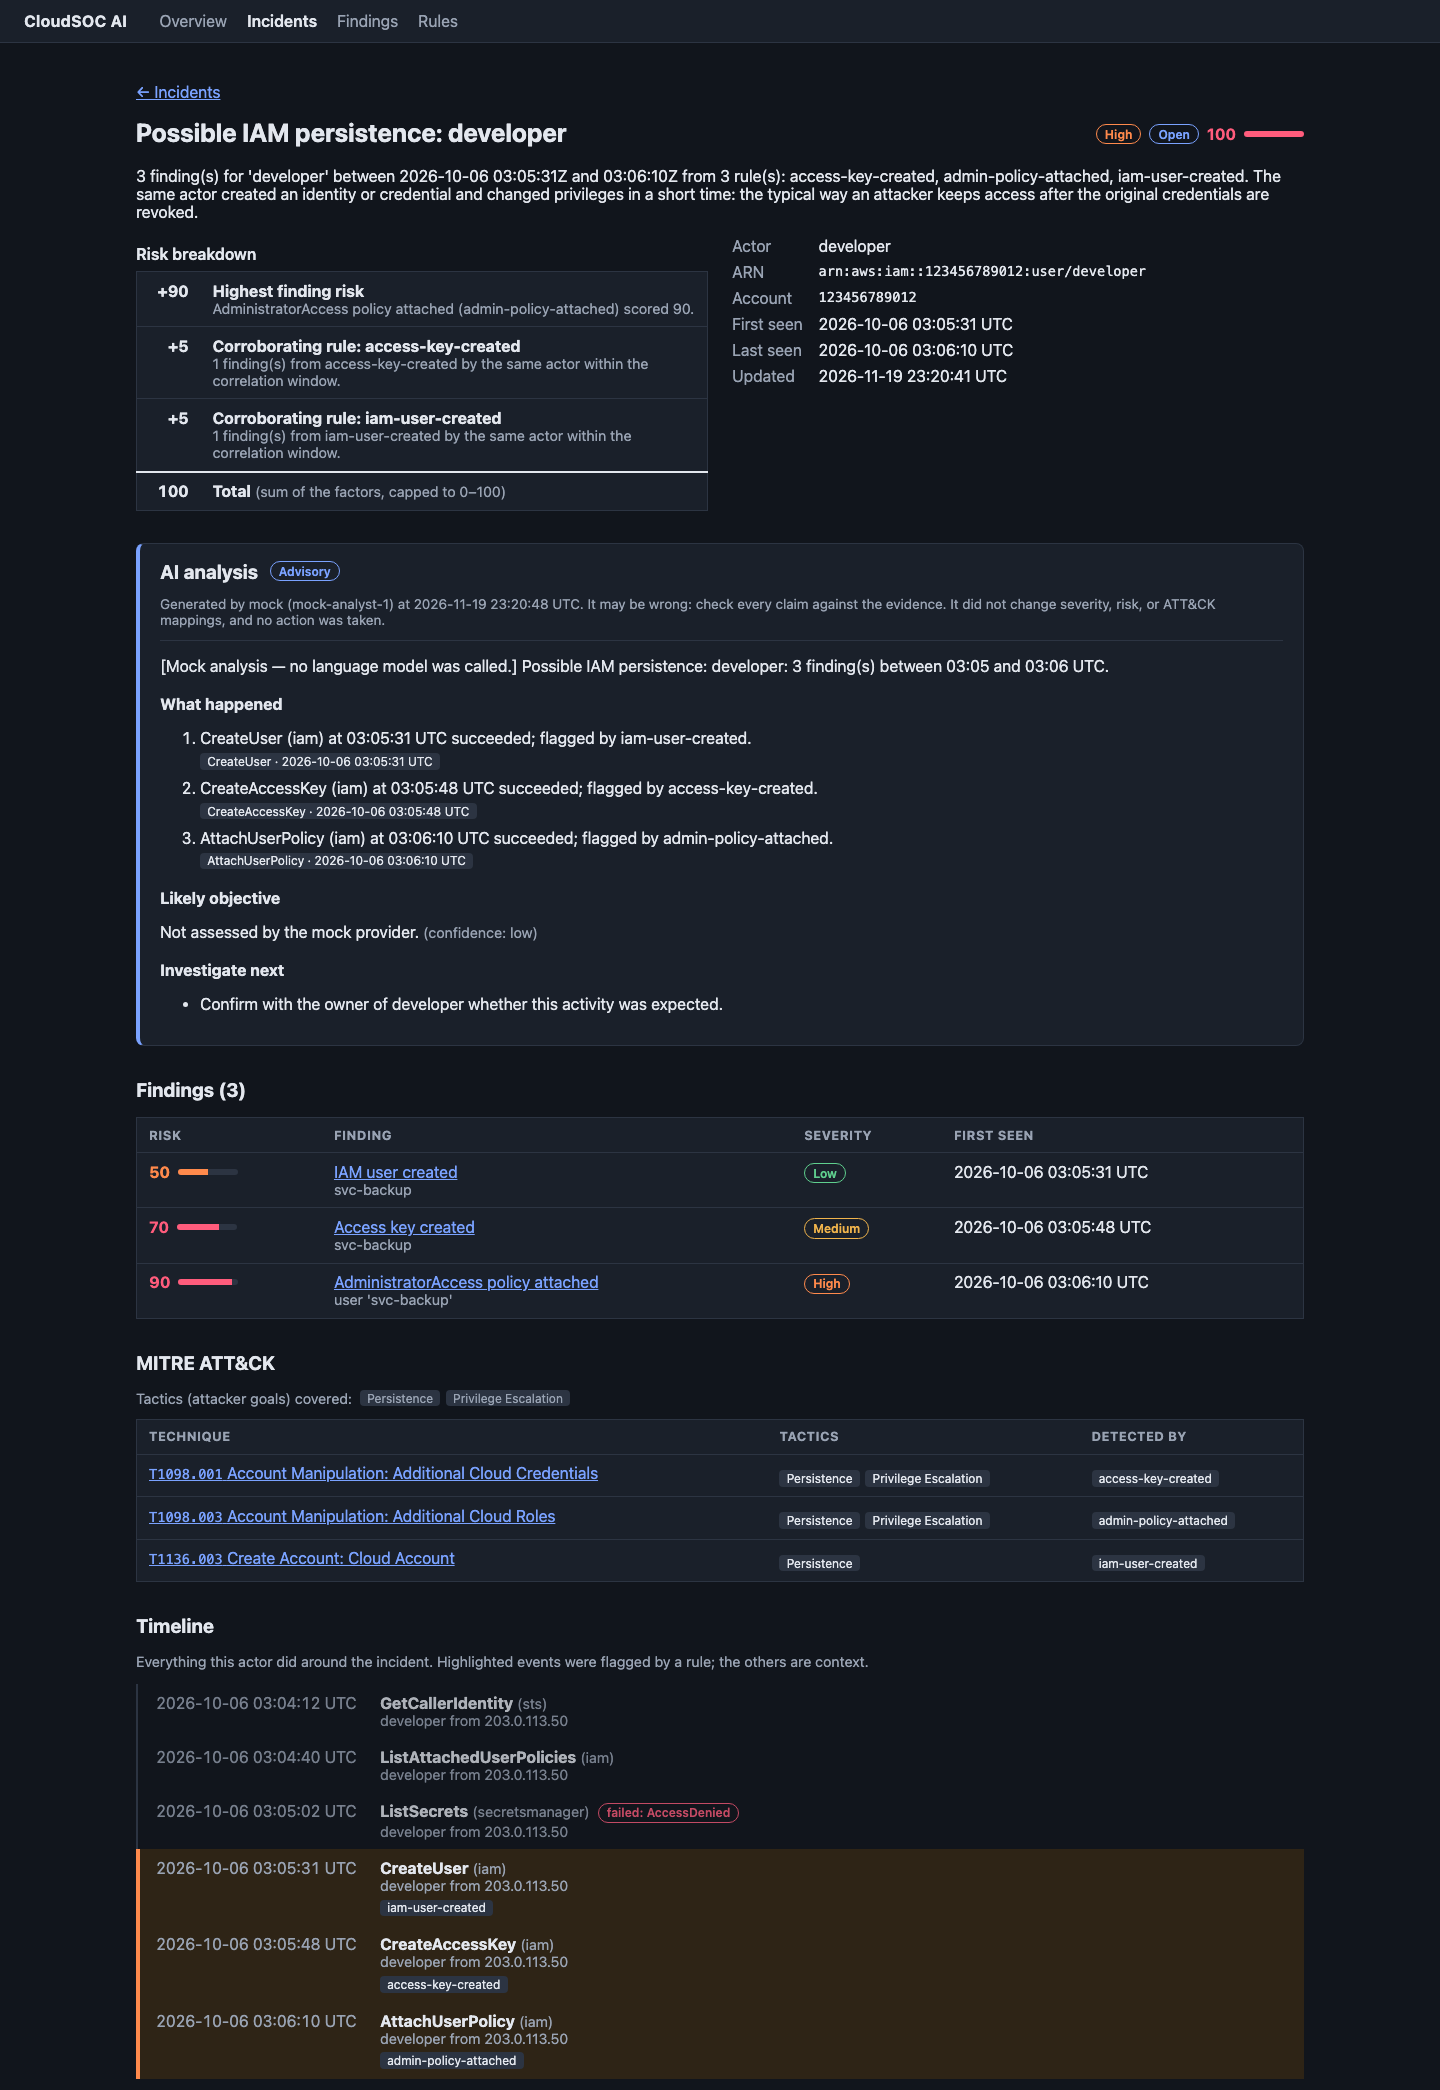 CloudSOC AI Overview Incidents Findings Rules
← Incidents
Possible IAM persistence: developer High Open 100
3 finding(s) for 'developer' between 2026-10-06 03:05:31Z and 03:06:10Z from 3 rule(s): access-key-created, admin-policy-attached, iam-user-created. The
same actor created an identity or credential and changed privileges in a short time: the typical way an attacker keeps access after the original credentials are
revoked.
Risk breakdown
+90 Highest finding risk
AdministratorAccess policy attached (admin-policy-attached) scored 90.
+5 Corroborating rule: access-key-created
1 finding(s) from access-key-created by the same actor within the
correlation window.
+5 Corroborating rule: iam-user-created
1 finding(s) from iam-user-created by the same actor within the
correlation window.
100 Total (sum of the factors, capped to 0–100)
Actor developer
ARN arn:aws:iam::123456789012:user/developer
Account 123456789012
First seen 2026-10-06 03:05:31 UTC
Last seen 2026-10-06 03:06:10 UTC
Updated 2026-11-19 23:20:41 UTC
AI analysis Advisory
Generated by mock (mock-analyst-1) at 2026-11-19 23:20:48 UTC. It may be wrong: check every claim against the evidence. It did not change severity, risk, or ATT&CK
mappings, and no action was taken.
[Mock analysis — no language model was called.] Possible IAM persistence: developer: 3 finding(s) between 03:05 and 03:06 UTC.
What happened
1. CreateUser (iam) at 03:05:31 UTC succeeded; flagged by iam-user-created.
CreateUser · 2026-10-06 03:05:31 UTC
2. CreateAccessKey (iam) at 03:05:48 UTC succeeded; flagged by access-key-created.
CreateAccessKey · 2026-10-06 03:05:48 UTC
3. AttachUserPolicy (iam) at 03:06:10 UTC succeeded; flagged by admin-policy-attached.
AttachUserPolicy · 2026-10-06 03:06:10 UTC
Likely objective
Not assessed by the mock provider. (confidence: low)
Investigate next
• Confirm with the owner of developer whether this activity was expected.
Findings (3)
RISK FINDING SEVERITY FIRST SEEN
50 IAM user created Low 2026-10-06 03:05:31 UTC
svc-backup
70 Access key created Medium 2026-10-06 03:05:48 UTC
svc-backup
90 AdministratorAccess policy attached High 2026-10-06 03:06:10 UTC
user 'svc-backup'
MITRE ATT&CK
Tactics (attacker goals) covered: Persistence Privilege Escalation
TECHNIQUE TACTICS DETECTED BY
T1098.001 Account Manipulation: Additional Cloud Credentials Persistence Privilege Escalation access-key-created
T1098.003 Account Manipulation: Additional Cloud Roles Persistence Privilege Escalation admin-policy-attached
T1136.003 Create Account: Cloud Account Persistence iam-user-created
Timeline
Everything this actor did around the incident. Highlighted events were flagged by a rule; the others are context.
2026-10-06 03:04:12 UTC GetCallerIdentity (sts)
developer from 203.0.113.50
2026-10-06 03:04:40 UTC ListAttachedUserPolicies (iam)
developer from 203.0.113.50
2026-10-06 03:05:02 UTC ListSecrets (secretsmanager) failed: AccessDenied
developer from 203.0.113.50
2026-10-06 03:05:31 UTC CreateUser (iam)
developer from 203.0.113.50
iam-user-created
2026-10-06 03:05:48 UTC CreateAccessKey (iam)
developer from 203.0.113.50
access-key-created
2026-10-06 03:06:10 UTC AttachUserPolicy (iam)
developer from 203.0.113.50
admin-policy-attached